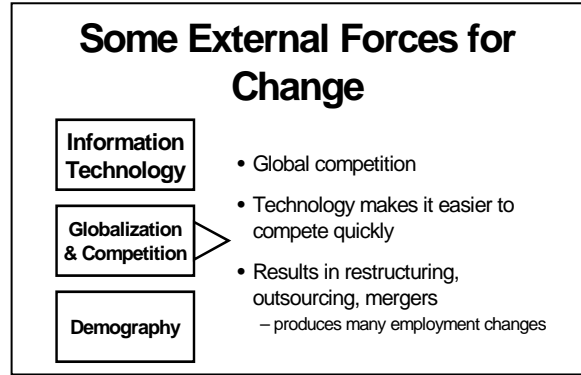 Some External Forces for
Change
Information
Technology
Globalization
& Competition
Demography
• Global competition
• Technology makes it easier to
compete quickly
• Results in restructuring,
outsourcing, mergers
– produces many employment changes